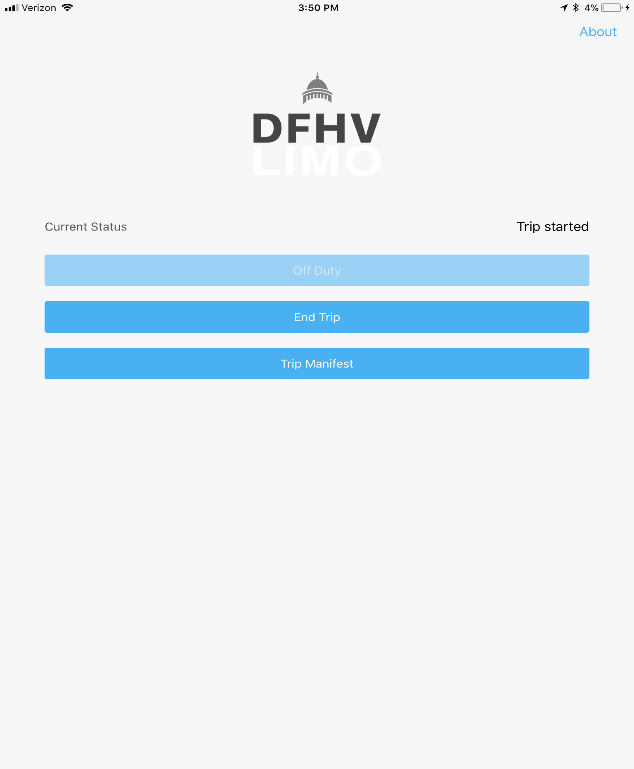 Verizon 3:50 PM 4%
About
DFHV
LIMO
Current Status Trip started
Off Duty
End Trip
Trip Manifest